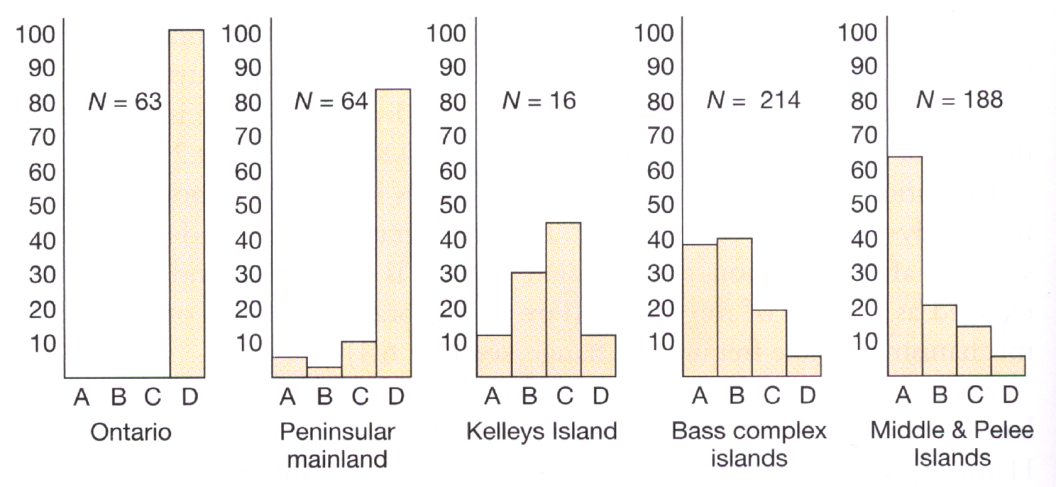 100 100 100 100 100
90 90 90 90 90
80 N = 63 80 N = 64 80 N = 16 80 N = 214 80 N = 188
70 70 70 70 70
60 60 60 60 60
50 50 50 50 50
40 40 40 40 40
30 30 30 30 30
20 20 20 20 20
10 10 10 10 10
A B C D A B C D A B C D A B C D A B C D
Ontario Peninsular Kelleys Island Bass complex Middle & Pelee
mainland islands Islands